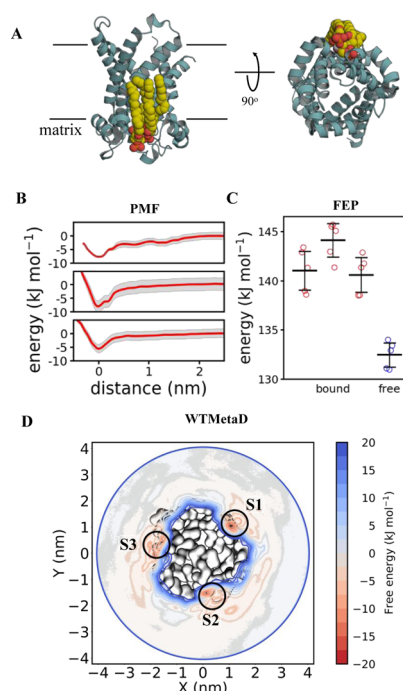 A
matrix
90°
B
PMF
energy (kJ mol⁻¹)
0
-5
-10
0
-5
-10
0
-5
-10
0
1
2
distance (nm)
C
FEP
energy (kJ mol⁻¹)
145
140
135
130
bound
free
D
WTMetaD
Y (nm)
4
3
2
1
0
−1
−2
−3
−4
S1
S3
S2
−4 −3 −2 −1 0 1 2 3 4
X (nm)
20
15
10
5
0
−5
−10
−15
−20
Free energy (kJ mol⁻¹)